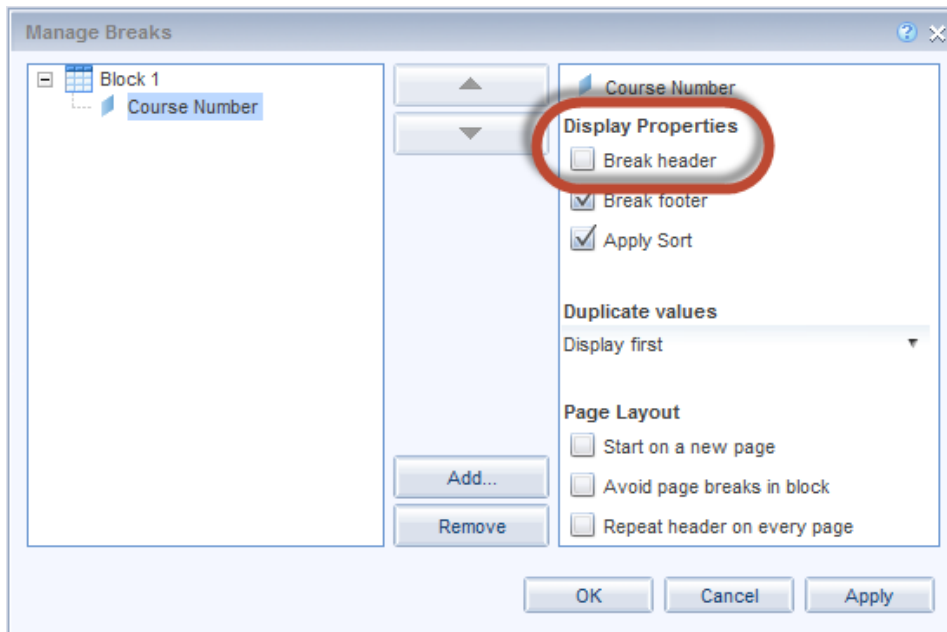 Manage Breaks
Block 1
Course Number
Add...
Remove
Course Number
Display Properties
Break header
Break footer
Apply Sort
Duplicate values
Display first
Page Layout
Start on a new page
Avoid page breaks in block
Repeat header on every page
OK
Cancel
Apply